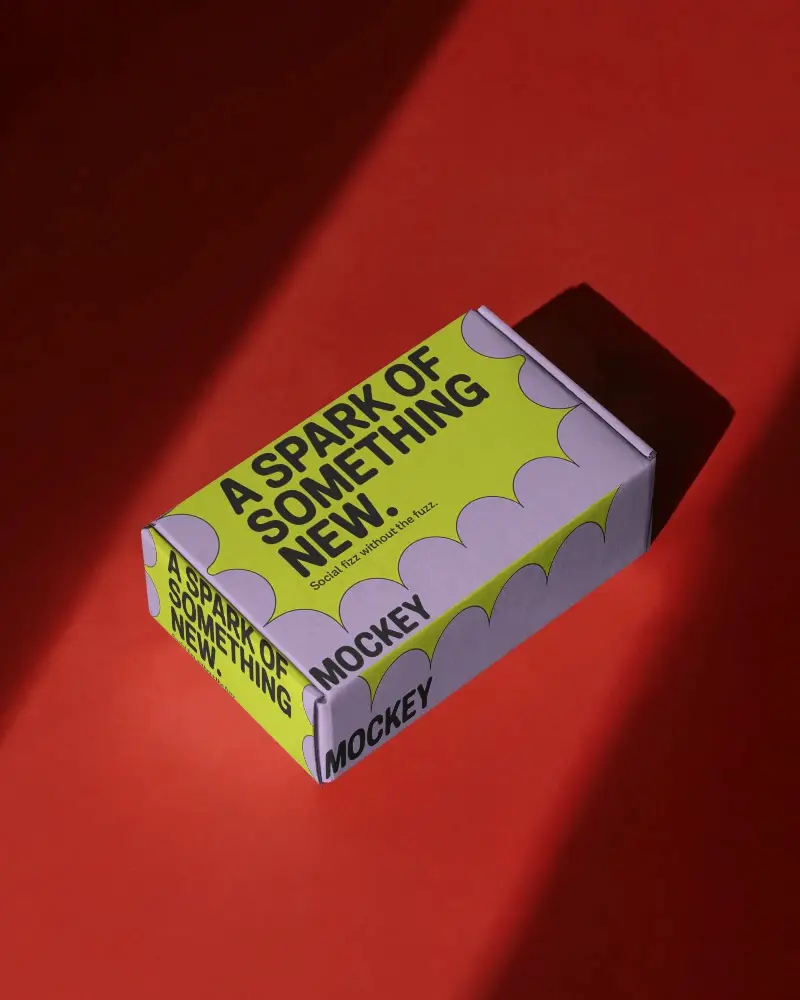 A SPARK OF
SOMETHING
NEW.
Social fizz without the fuzz.
MOCKEY
A SPARK OF
SOMETHING
NEW.
MOCKEY